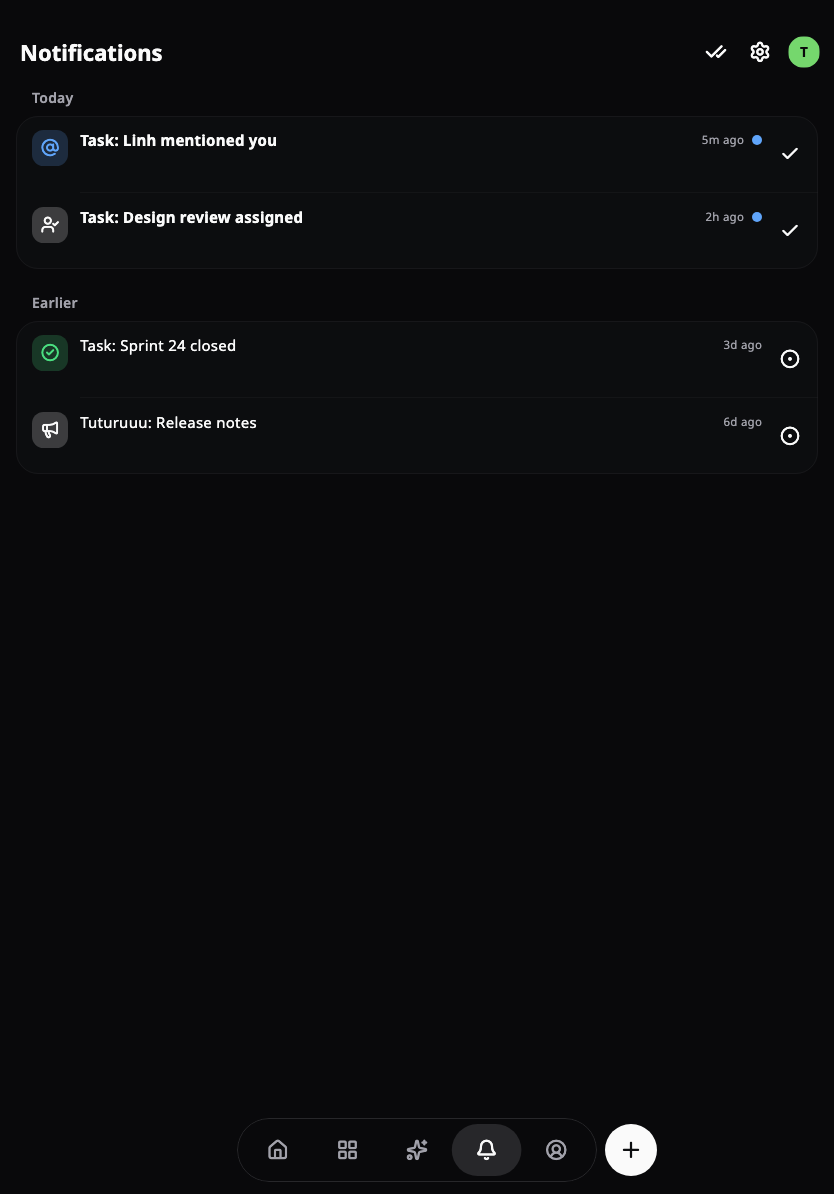 Notifications
T
Today
Task: Linh mentioned you
5m ago
Task: Design review assigned
2h ago
Earlier
Task: Sprint 24 closed
3d ago
Tuturuuu: Release notes
6d ago